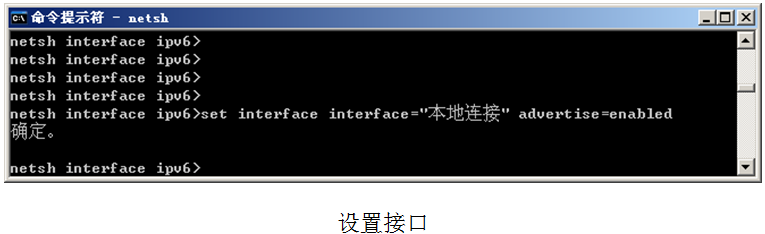 命令提示符 - netsh
netsh interface ipv6>
netsh interface ipv6>
netsh interface ipv6>
netsh interface ipv6>
netsh interface ipv6>set interface interface="本地连接" advertise=enabled
确定。
netsh interface ipv6>
设置接口